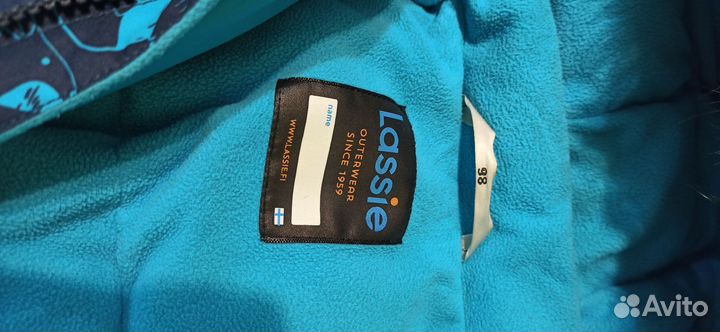 Lassie
OUTERWEAR
SINCE 1959
name
WWW.LASSIE.FI
98
Avito